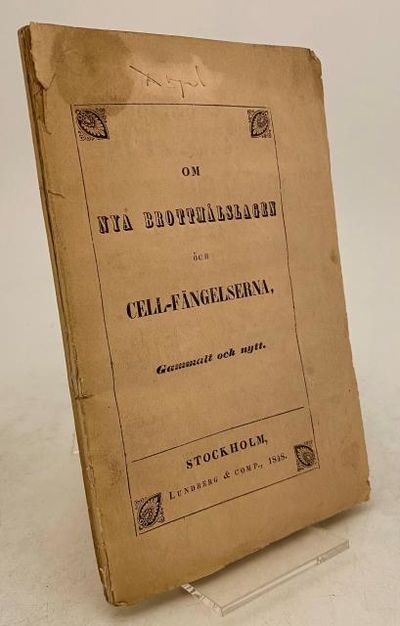 OM
NYA BROTTMÅLSLAGEN
OCH
CELL-FÄNGELSERNA,
Gammalt och nytt.
STOCKHOLM,
LUNDBERG & COMP., 1848.